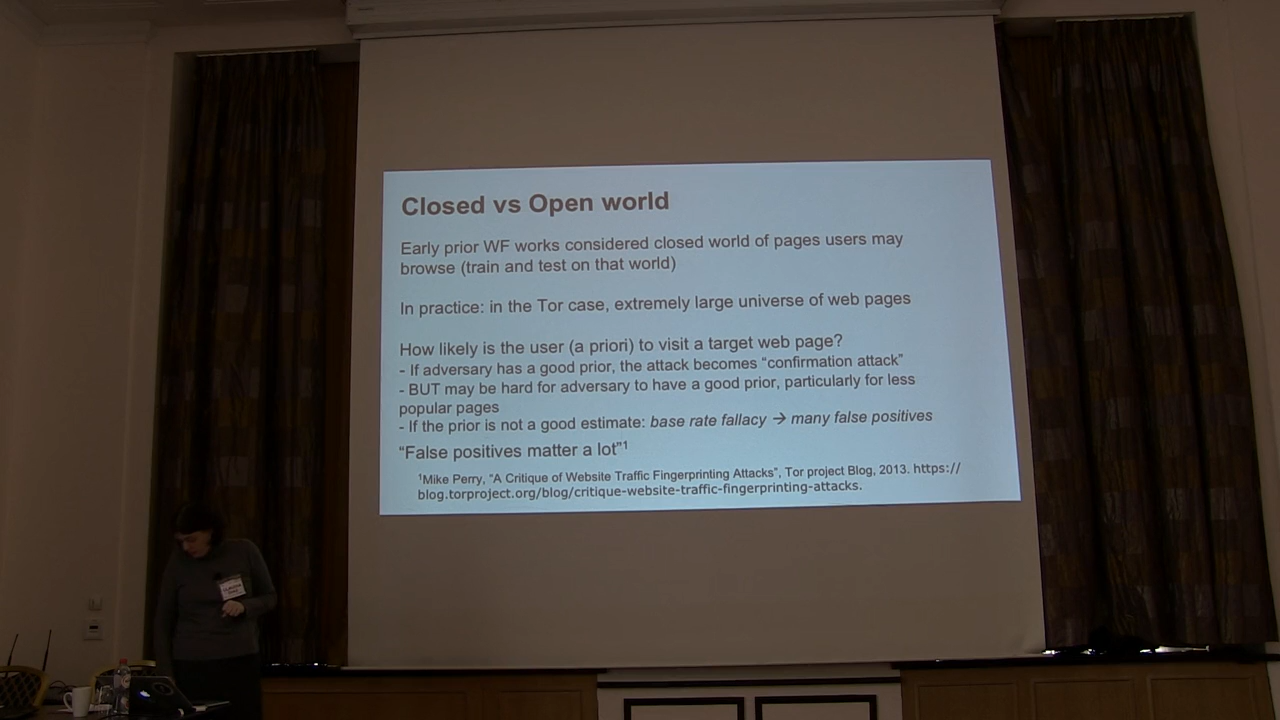 Closed vs Open world
Early prior WF works considered closed world of pages users may
browse (train and test on that world)
In practice: in the Tor case, extremely large universe of web pages
How likely is the user (a priori) to visit a target web page?
- If adversary has a good prior, the attack becomes “confirmation attack”
- BUT may be hard for adversary to have a good prior, particularly for less
popular pages
- If the prior is not a good estimate: base rate fallacy → many false positives
“False positives matter a lot”¹
¹Mike Perry, “A Critique of Website Traffic Fingerprinting Attacks”, Tor project Blog, 2013. https://
blog.torproject.org/blog/critique-website-traffic-fingerprinting-attacks.